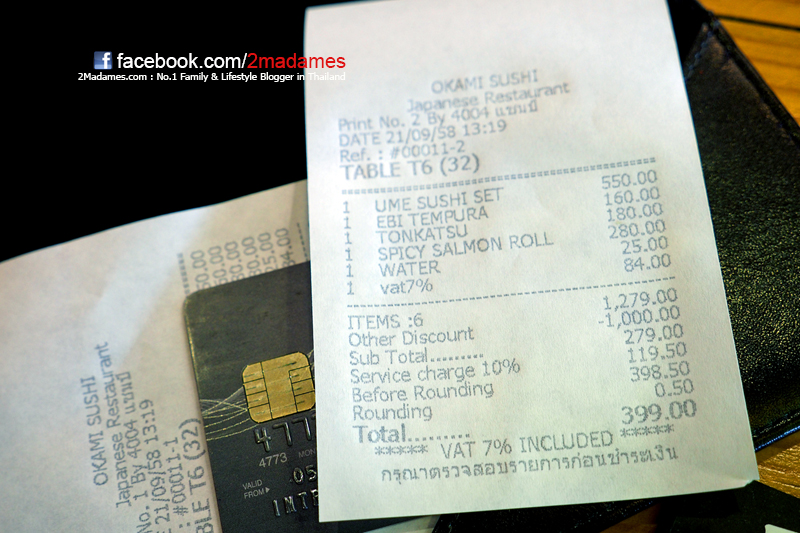 facebook.com/2madames
2Madames.com : No.1 Family & Lifestyle Blogger in Thailand
OKAMI SUSHI
Japanese Restaurant
Print No. 2 By 4004 แชมป์
DATE 21/09/58 13:19
Ref. : #00011-2
TABLE T6 (32)
1 UME SUSHI SET 550.00
1 EBI TEMPURA 160.00
1 TONKATSU 180.00
1 SPICY SALMON ROLL 280.00
1 WATER 25.00
1 vat7% 84.00
ITEMS :6 1,279.00
Other Discount -1,000.00
Sub Total......... 279.00
Service charge 10% 119.50
Before Rounding 398.50
Rounding 0.50
Total.......... 399.00
***** VAT 7% INCLUDED *****
กรุณาตรวจสอบรายการก่อนชำระเงิน
OKAMI SUSHI
Japanese Restaurant
No. 1 By 4004 แชมป์
21/09/58 13:19
: #00011-1
BLE T6 (32)
477
4773
VALID
FROM
05